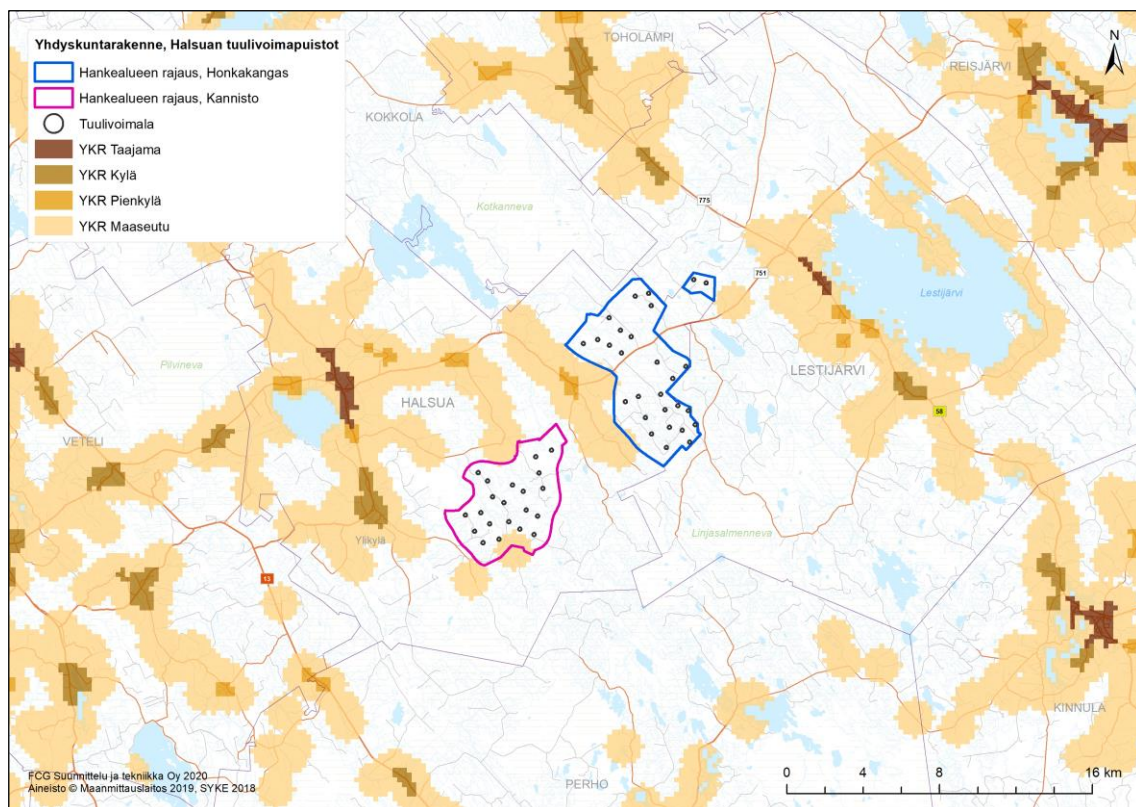 Yhdyskuntarakenne, Halsuan tuulivoimapuistot
Hankealueen rajaus, Honkakangas
Hankealueen rajaus, Kannisto
Tuulivoimala
YKR Taajama
YKR Kylä
YKR Pienkylä
YKR Maaseutu
TOHOLAMPI
N
REISJÄRVI
KOKKOLA
Kotkanneva
775
751
Lestijärvi
Pilvineva
LESTIJÄRVI
HALSUA
58
VETELI
Ylikylä
Linjasalmenneva
13
KINNULA
PERHO
FCG Suunnittelu ja tekniikka Oy 2020
Aineisto © Maanmittauslaitos 2019, SYKE 2018
0 4 8 16 km